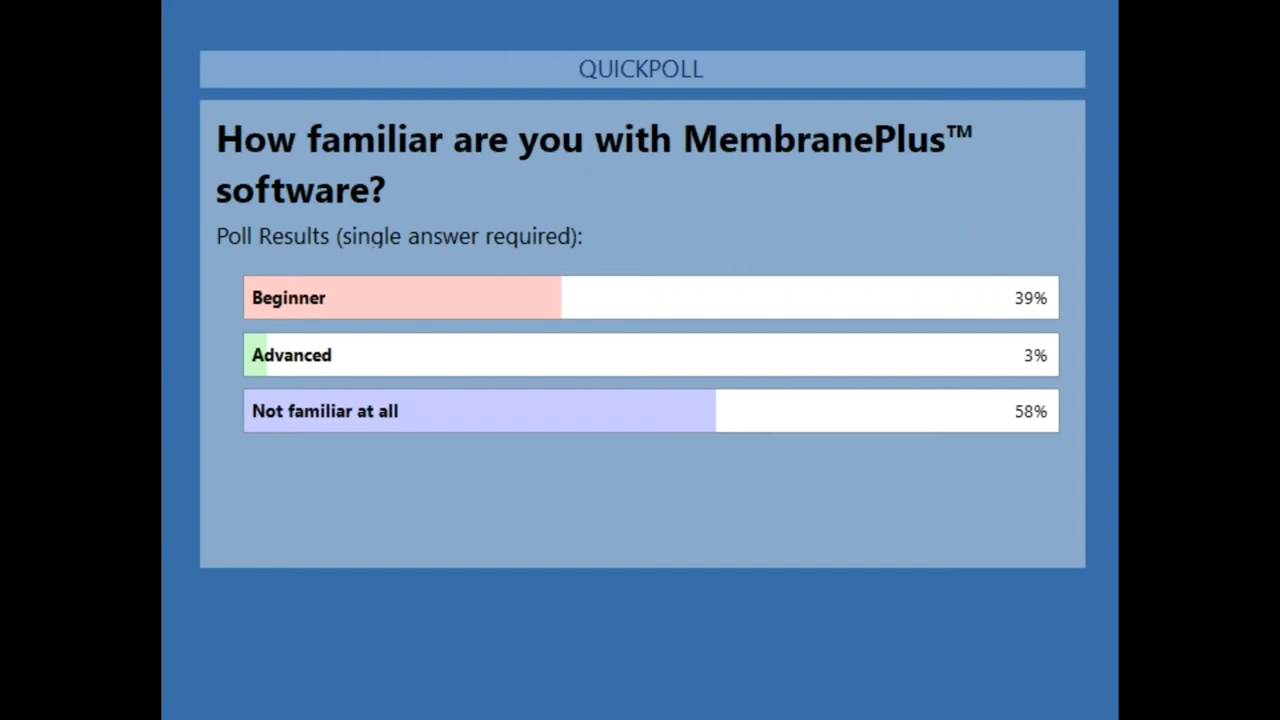 QUICKPOLL
How familiar are you with MembranePlus™
software?
Poll Results (single answer required):
Beginner 39%
Advanced 3%
Not familiar at all 58%